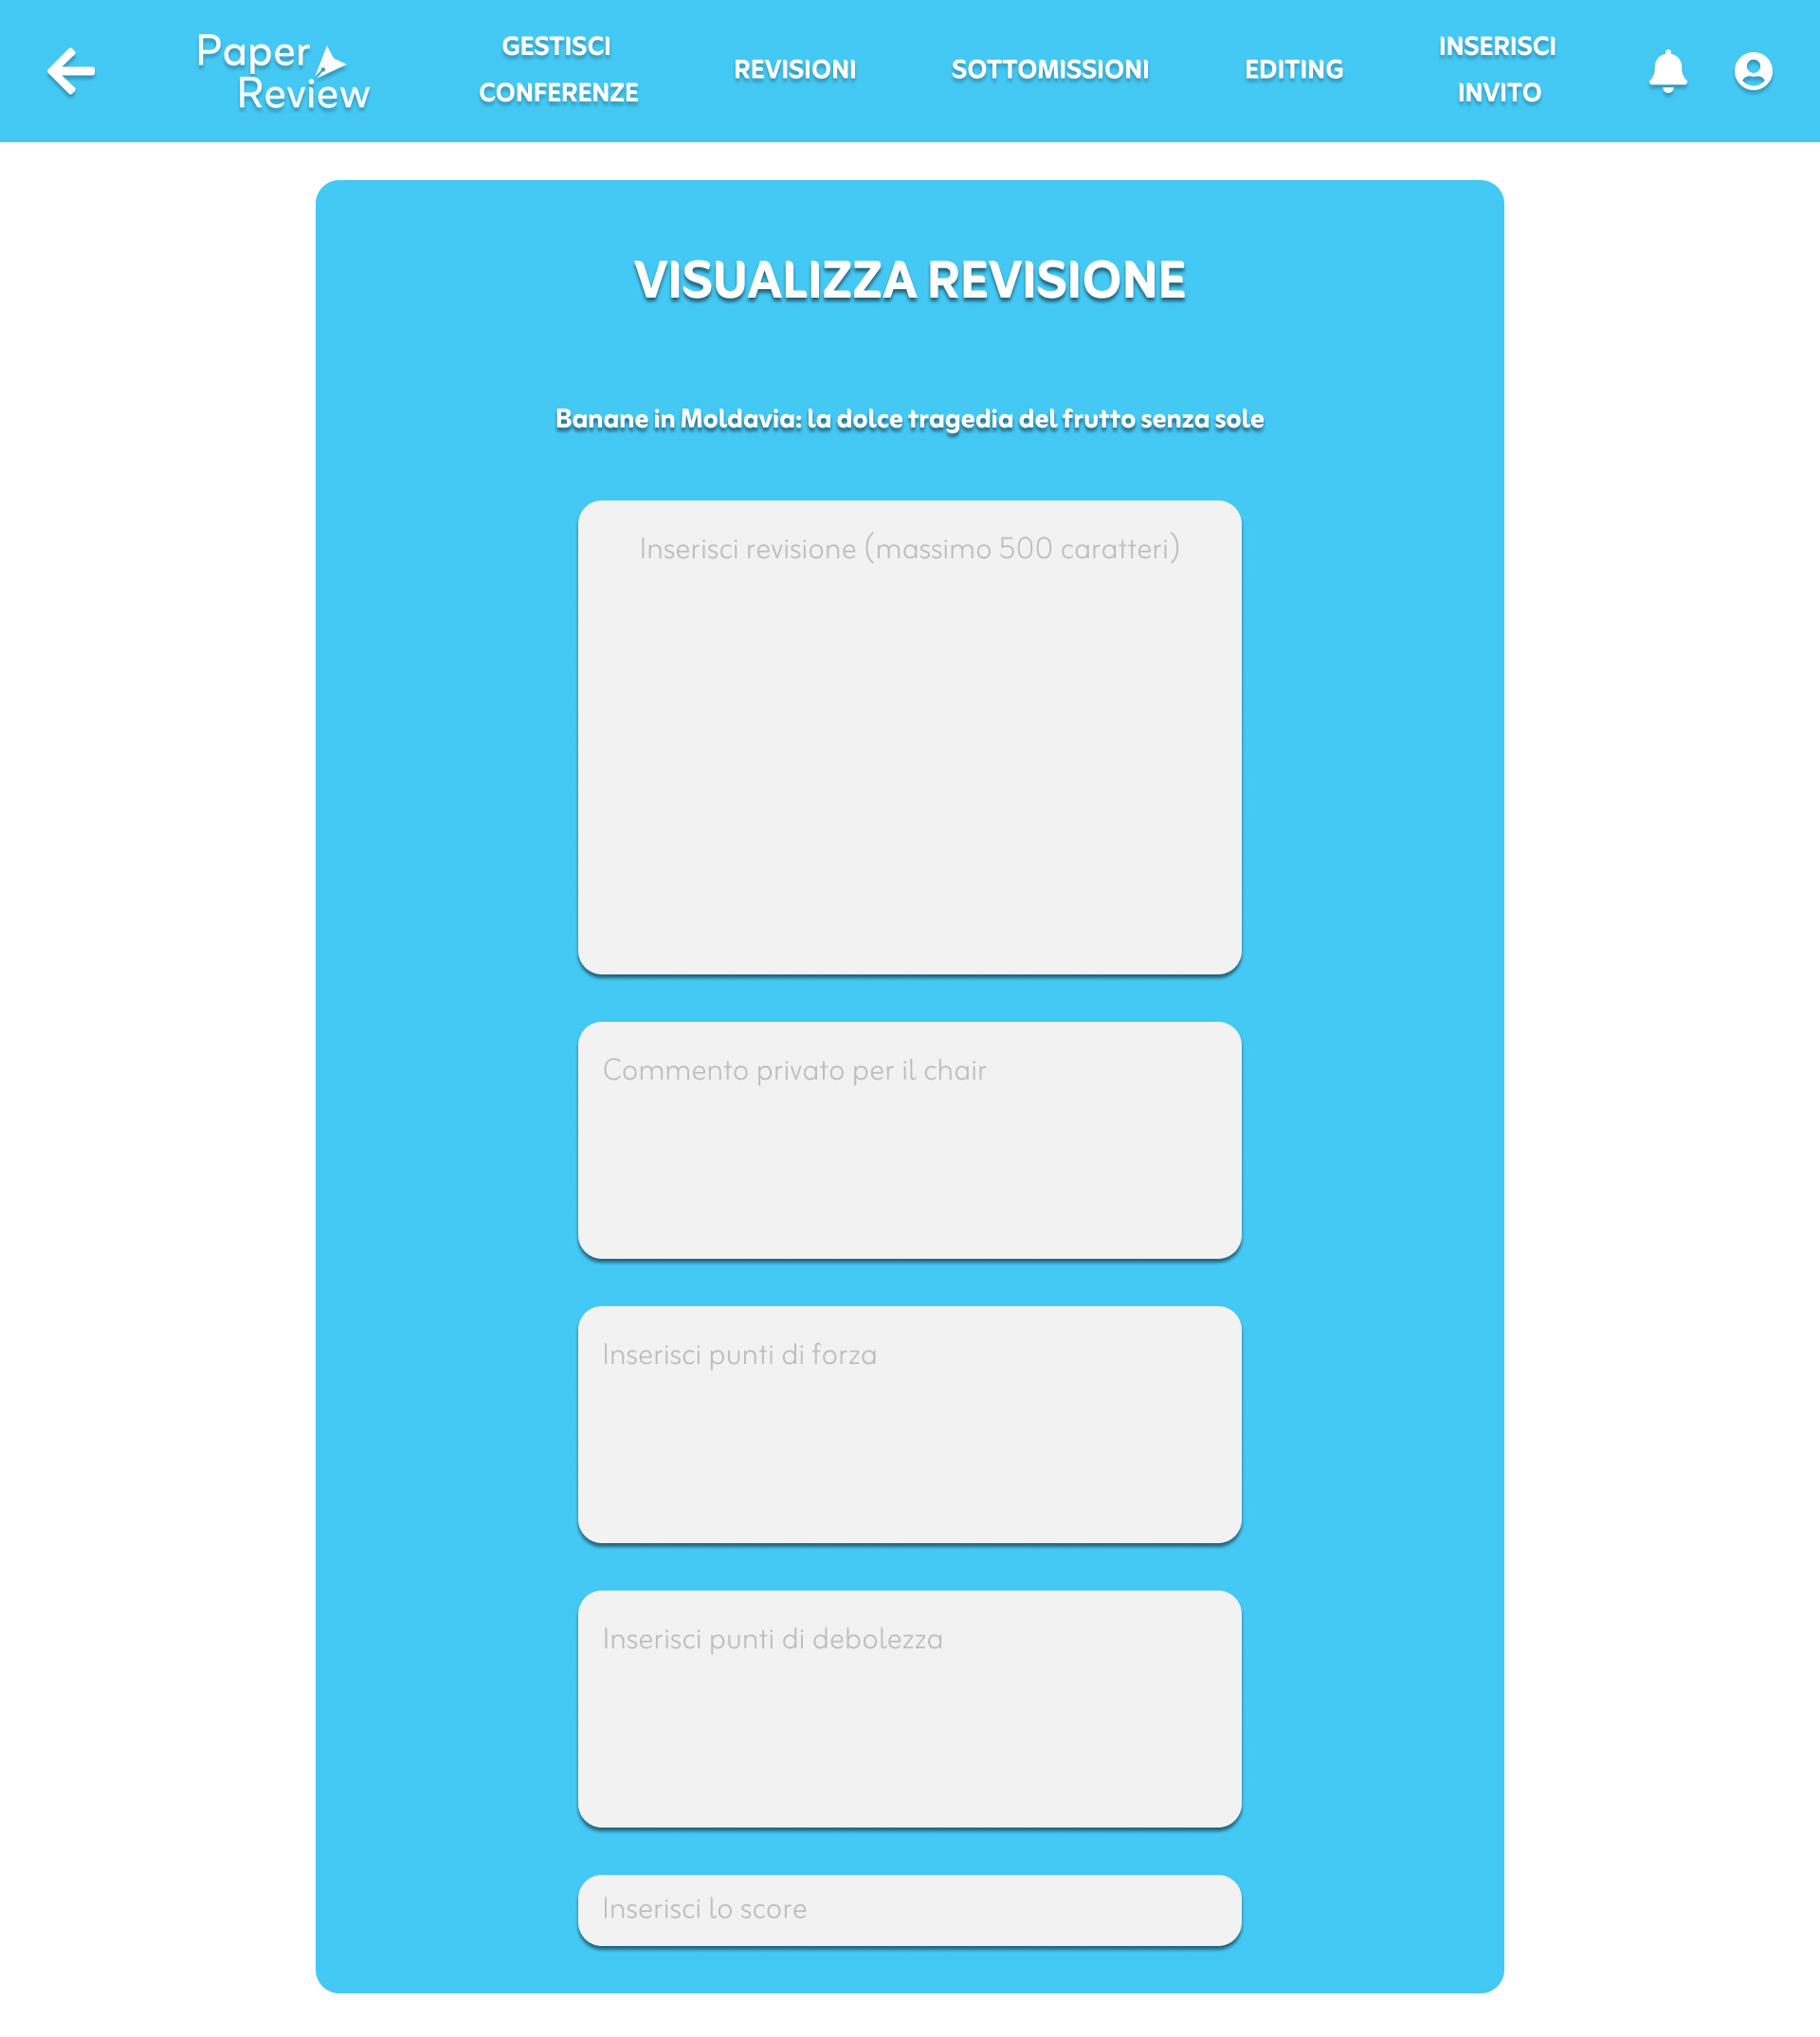 Paper
Review
GESTISCI
CONFERENZE
REVISIONI
SOTTOMISSIONI
EDITING
INSERISCI
INVITO
VISUALIZZA REVISIONE
Banane in Moldavia: la dolce tragedia del frutto senza sole
Inserisci revisione (massimo 500 caratteri)
Commento privato per il chair
Inserisci punti di forza
Inserisci punti di debolezza
Inserisci lo score